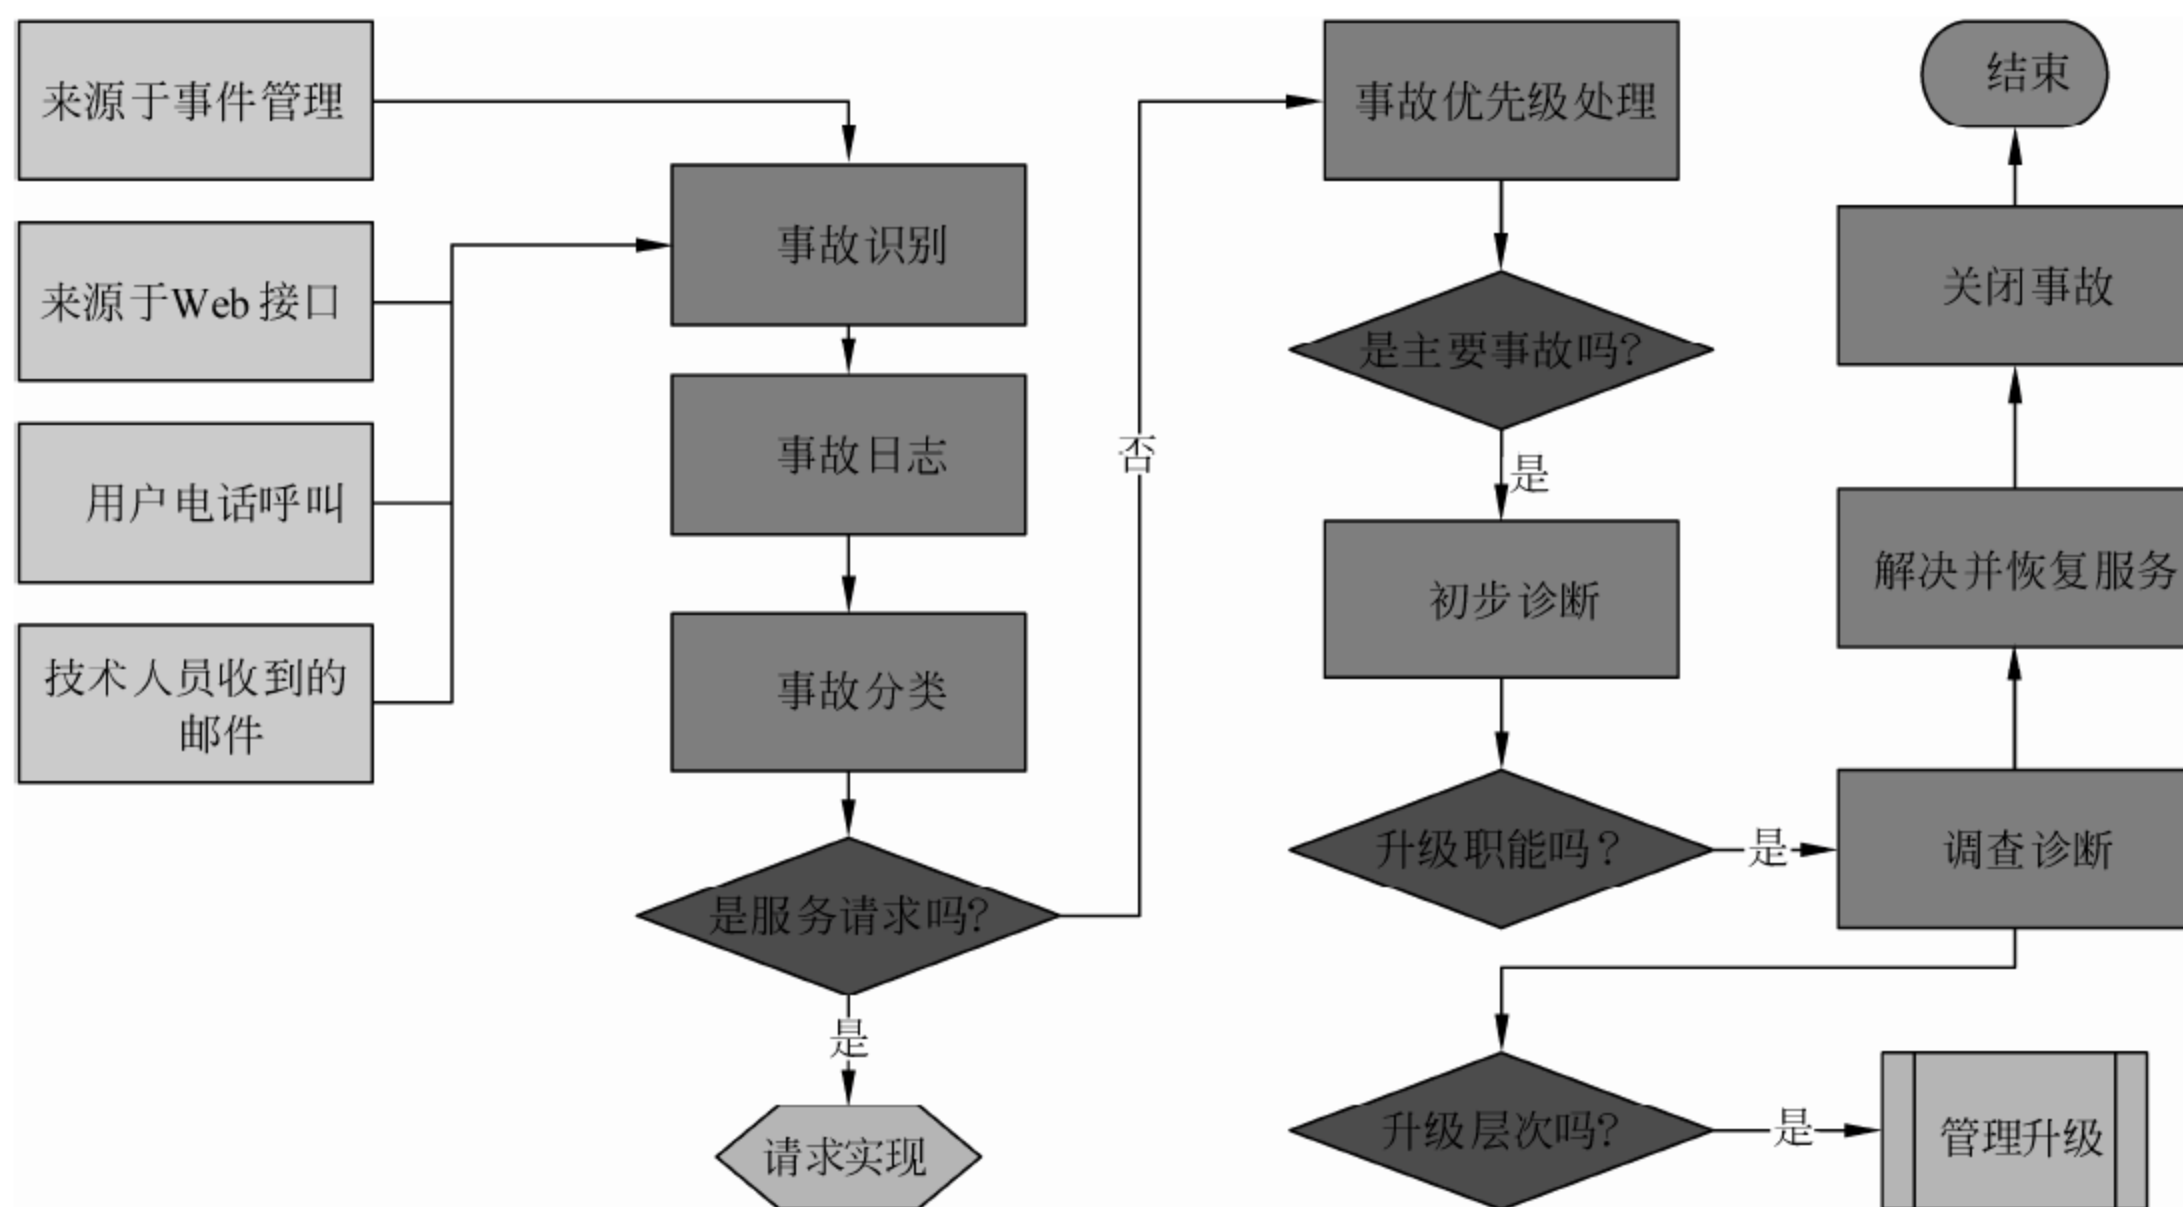 来源于事件管理
来源于Web接口
用户电话呼叫
技术人员收到的
邮件
事故识别
事故日志
事故分类
是服务请求吗?
是
请求实现
否
事故优先级处理
是主要事故吗?
是
初步诊断
升级职能吗?
是
调查诊断
解决并恢复服务
关闭事故
结束
升级层次吗?
是
管理升级